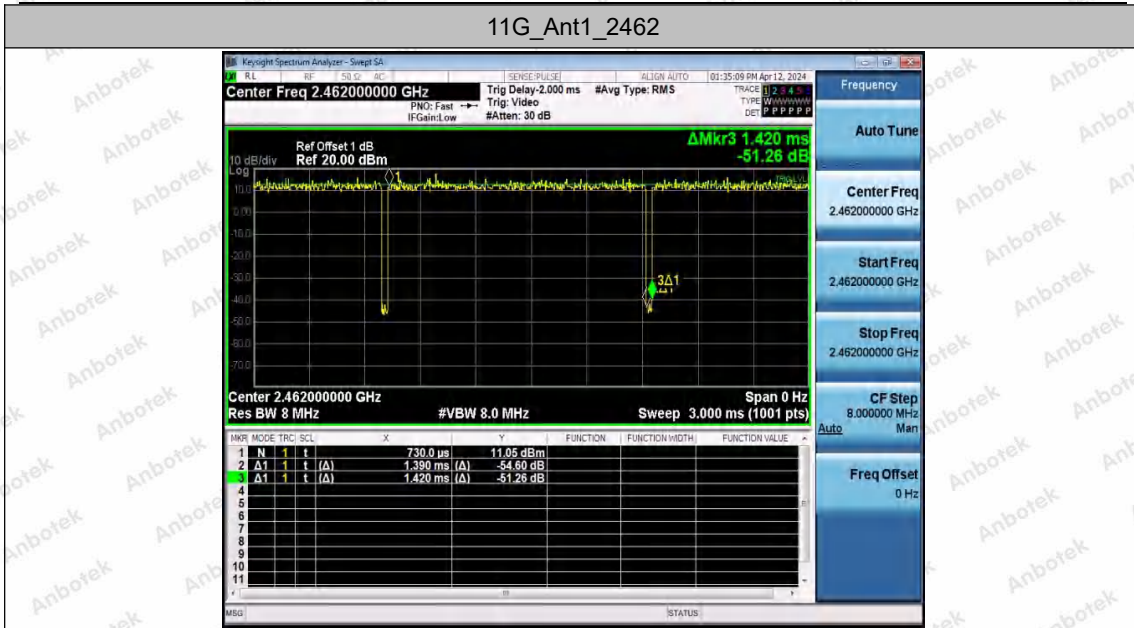 11G_Ant1_2462
Keysight Spectrum Analyzer - Swept SA
RL RF 50 Ω AC SENSE:PULSE ALIGN AUTO 01:35:09 PM Apr 12, 2024
Center Freq 2.462000000 GHz
PNO: Fast
IFGain:Low
Trig Delay-2.000 ms
Trig: Video
#Atten: 30 dB
#Avg Type: RMS
TRACE 1 2 3 4 5 6
TYPE WWWWWW
DET P P P P P P
Ref Offset 1 dB
10 dB/div Ref 20.00 dBm
Log
ΔMkr3 1.420 ms
-51.26 dB
TRIG LVL
10.0
0.00
-10.0
-20.0
-30.0
-40.0
-50.0
-60.0
-70.0
1
3Δ1
Center 2.462000000 GHz Span 0 Hz
Res BW 8 MHz #VBW 8.0 MHz Sweep 3.000 ms (1001 pts)
MKR MODE TRC SCL X Y FUNCTION FUNCTION WIDTH FUNCTION VALUE
1 N 1 t 730.0 µs 11.05 dBm
2 Δ1 1 t (Δ) 1.390 ms (Δ) -54.60 dB
3 Δ1 1 t (Δ) 1.420 ms (Δ) -51.26 dB
4
5
6
7
8
9
10
11
MSG STATUS
Frequency
Auto Tune
Center Freq
2.462000000 GHz
Start Freq
2.462000000 GHz
Stop Freq
2.462000000 GHz
CF Step
8.000000 MHz
Auto Man
Freq Offset
0 Hz
Anbotek